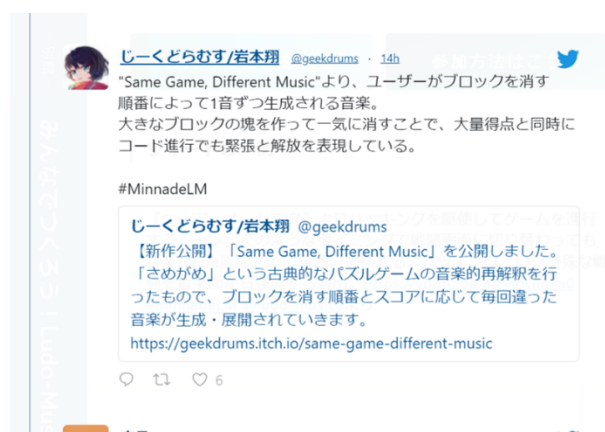 じーくどらむす/岩本翔 @geekdrums · 14h
"Same Game, Different Music"より、ユーザーがブロックを消す
順番によって1音ずつ生成される音楽。
大きなブロックの塊を作って一気に消すことで、大量得点と同時に
コード進行でも緊張と解放を表現している。
#MinnadeLM
じーくどらむす/岩本翔 @geekdrums
【新作公開】「Same Game, Different Music」を公開しました。
「さめがめ」という古典的なパズルゲームの音楽的再解釈を行
ったもので、ブロックを消す順番とスコアに応じて毎回違った
音楽が生成・展開されていきます。
https://geekdrums.itch.io/same-game-different-music
6
みんなでつくろう!Ludo-Mus